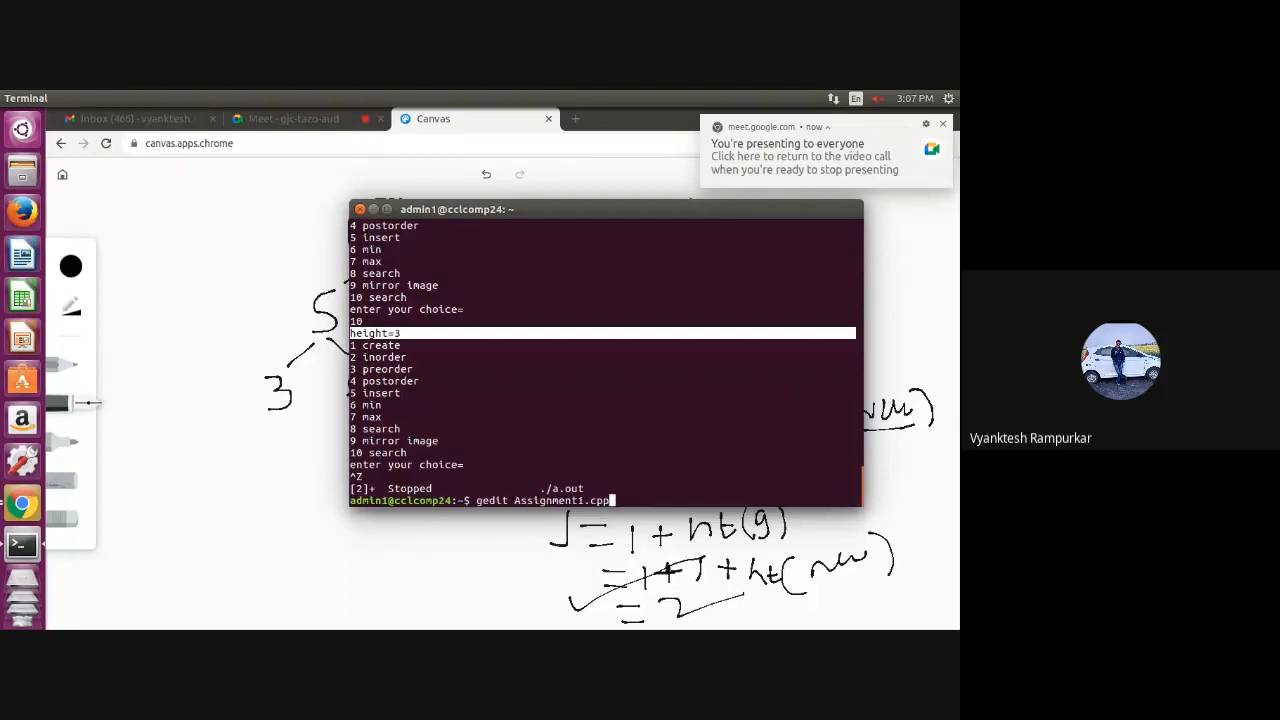 Terminal
En
3:07 PM
Inbox (466) - vyanktesh.
Meet - gjc-tazo-aud
Canvas
canvas.apps.chrome
meet.google.com • now
You're presenting to everyone
Click here to return to the video call
when you're ready to stop presenting
admin1@cclcomp24: ~
4 postorder
5 insert
6 min
7 max
8 search
9 mirror image
10 search
enter your choice=
10
height=3
1 create
2 inorder
3 preorder
4 postorder
5 insert
6 min
7 max
8 search
9 mirror image
10 search
enter your choice=
^Z
[2]+ Stopped ./a.out
admin1@cclcomp24:~$ gedit Assignment1.cpp
5
3
= 1 + ht(9)
= 1 + 1 + ht(
= 2
Vyanktesh Rampurkar